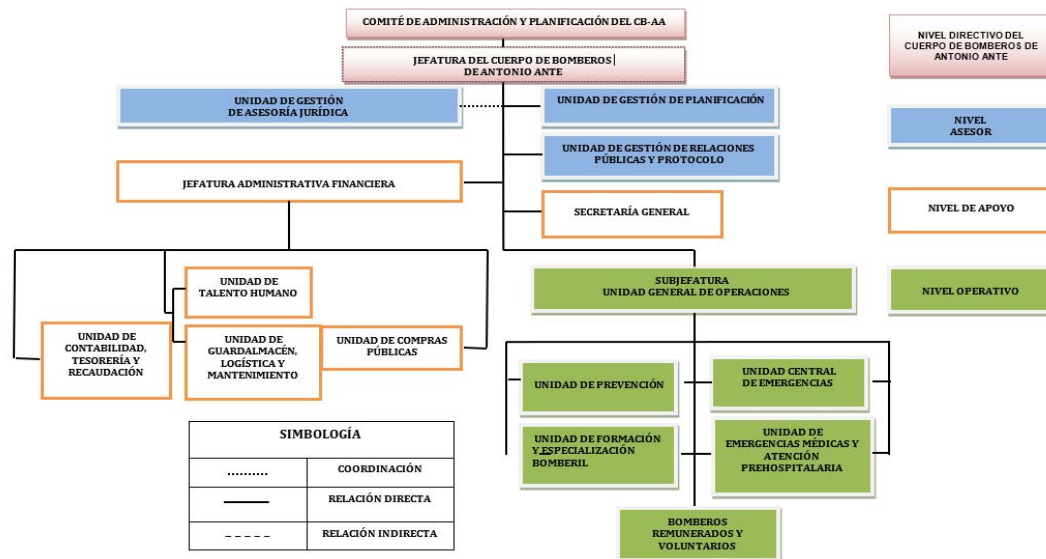 COMITÉ DE ADMINISTRACIÓN Y PLANIFICACIÓN DEL CB-AA
JEFATURA DEL CUERPO DE BOMBEROS
DE ANTONIO ANTE
NIVEL DIRECTIVO DEL
CUERPO DE BOMBEROS DE
ANTONIO ANTE
UNIDAD DE GESTIÓN
DE ASESORÍA JURÍDICA
UNIDAD DE GESTIÓN DE PLANIFICACIÓN
NIVEL
ASESOR
UNIDAD DE GESTIÓN DE RELACIONES
PÚBLICAS Y PROTOCOLO
JEFATURA ADMINISTRATIVA FINANCIERA
SECRETARÍA GENERAL
NIVEL DE APOYO
UNIDAD DE
TALENTO HUMANO
SUBJEFATURA
UNIDAD GENERAL DE OPERACIONES
NIVEL OPERATIVO
UNIDAD DE
CONTABILIDAD,
TESORERÍA Y
RECAUDACIÓN
UNIDAD DE
GUARDALMACÉN,
LOGÍSTICA Y
MANTENIMIENTO
UNIDAD DE COMPRAS
PÚBLICAS
UNIDAD DE PREVENCIÓN
UNIDAD CENTRAL
DE EMERGENCIAS
UNIDAD DE FORMACIÓN
Y ESPECIALIZACIÓN
BOMBERIL
UNIDAD DE
EMERGENCIAS MÉDICAS Y
ATENCIÓN
PREHOSPITALARIA
BOMBEROS
REMUNERADOS Y
VOLUNTARIOS
SIMBOLOGÍA
COORDINACIÓN
RELACIÓN DIRECTA
RELACIÓN INDIRECTA